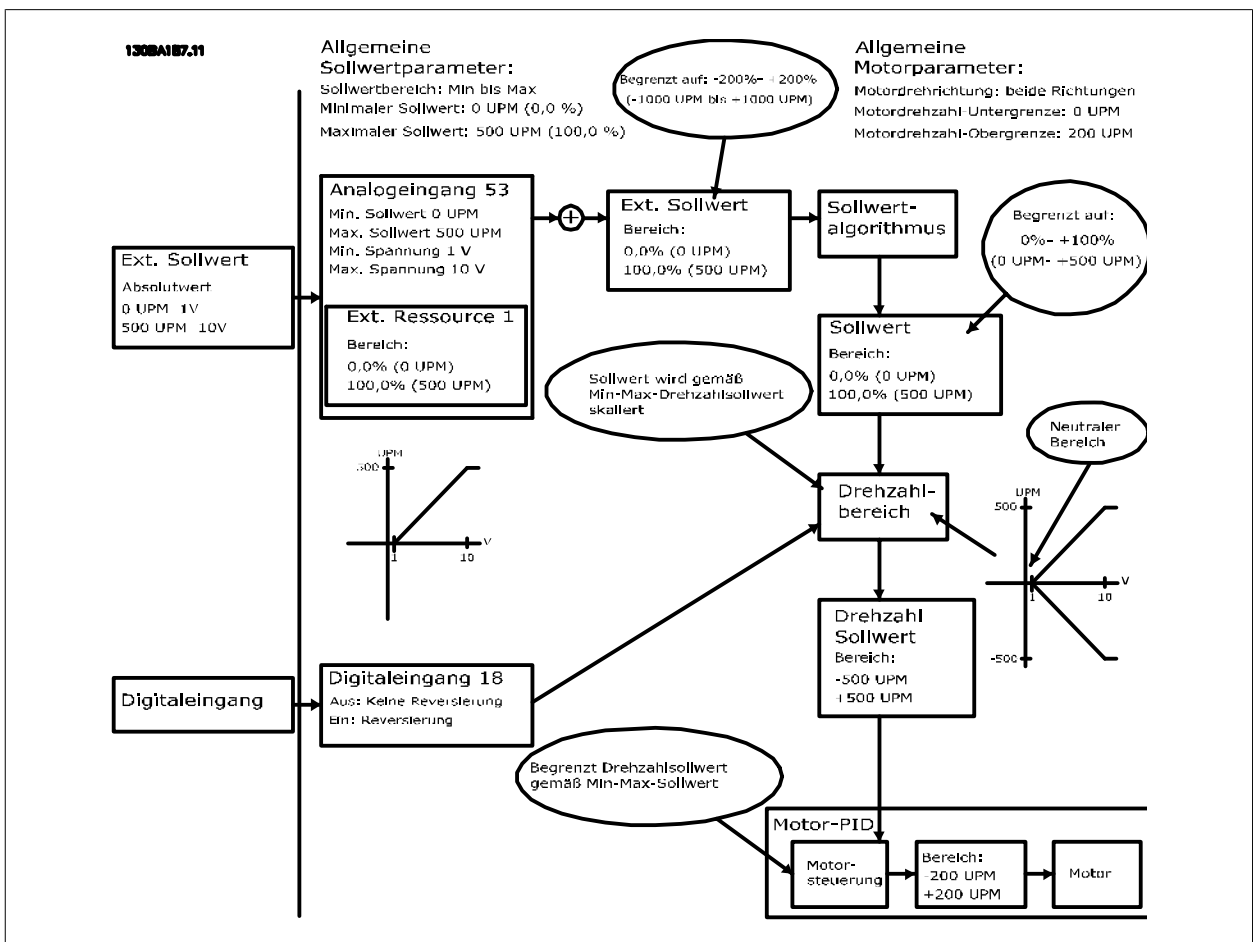 130BA187.11
Allgemeine
Sollwertparameter:
Sollwertbereich: Min bis Max
Minimaler Sollwert: 0 UPM (0,0 %)
Maximaler Sollwert: 500 UPM (100,0 %)
Begrenzt auf: -200%- +200%
(-1000 UPM bis +1000 UPM)
Allgemeine
Motorparameter:
Motordrehrichtung: beide Richtungen
Motordrehzahl-Untergrenze: 0 UPM
Motordrehzahl-Obergrenze: 200 UPM
Ext. Sollwert
Absolutwert
0 UPM 1V
500 UPM 10V
Analogeingang 53
Min. Sollwert 0 UPM
Max. Sollwert 500 UPM
Min. Spannung 1 V
Max. Spannung 10 V
Ext. Ressource 1
Bereich:
0,0% (0 UPM)
100,0% (500 UPM)
Ext. Sollwert
Bereich:
0,0% (0 UPM)
100,0% (500 UPM)
Sollwert-
algorithmus
Begrenzt auf:
0%- +100%
(0 UPM- +500 UPM)
Sollwert
Bereich:
0,0% (0 UPM)
100,0% (500 UPM)
Sollwert wird gemäß
Min-Max-Drehzahlsollwert
skaliert
Neutraler
Bereich
UPM
500
V
1
10
Drehzahl-
bereich
UPM
500
V
1
10
-500
Drehzahl
Sollwert
Bereich:
-500 UPM
+500 UPM
Digitaleingang
Digitaleingang 18
Aus: Keine Reversierung
Ein: Reversierung
Begrenzt Drehzahlsollwert
gemäß Min-Max-Sollwert
Motor-PID
Motor-
steuerung
Bereich:
-200 UPM
+200 UPM
Motor